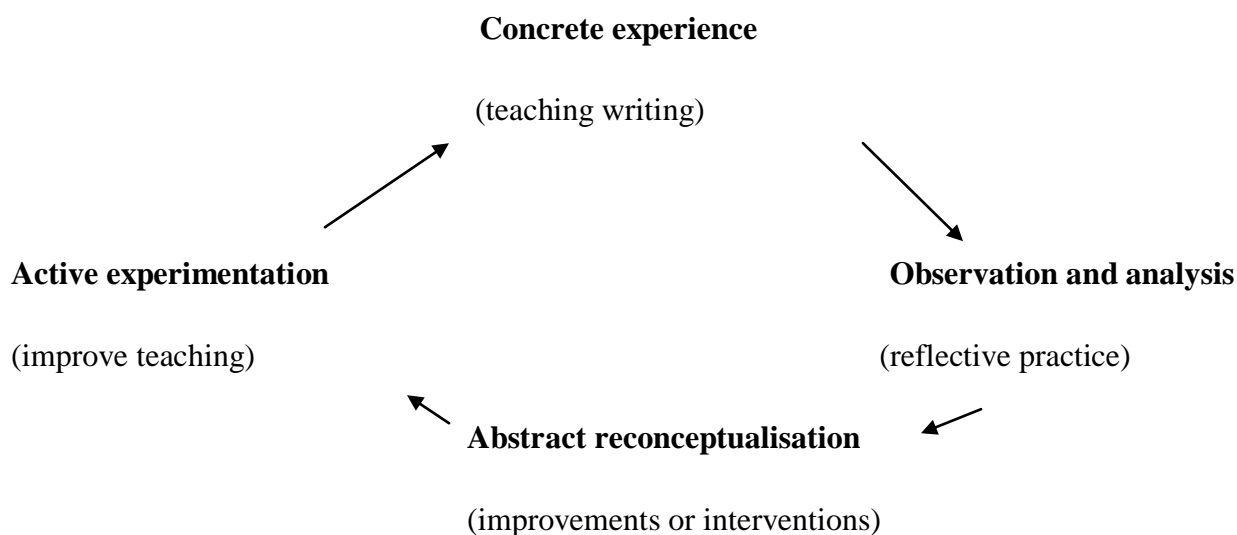 Concrete experience
(teaching writing)
Active experimentation
Observation and analysis
(improve teaching)
(reflective practice)
Abstract reconceptualisation
(improvements or interventions)